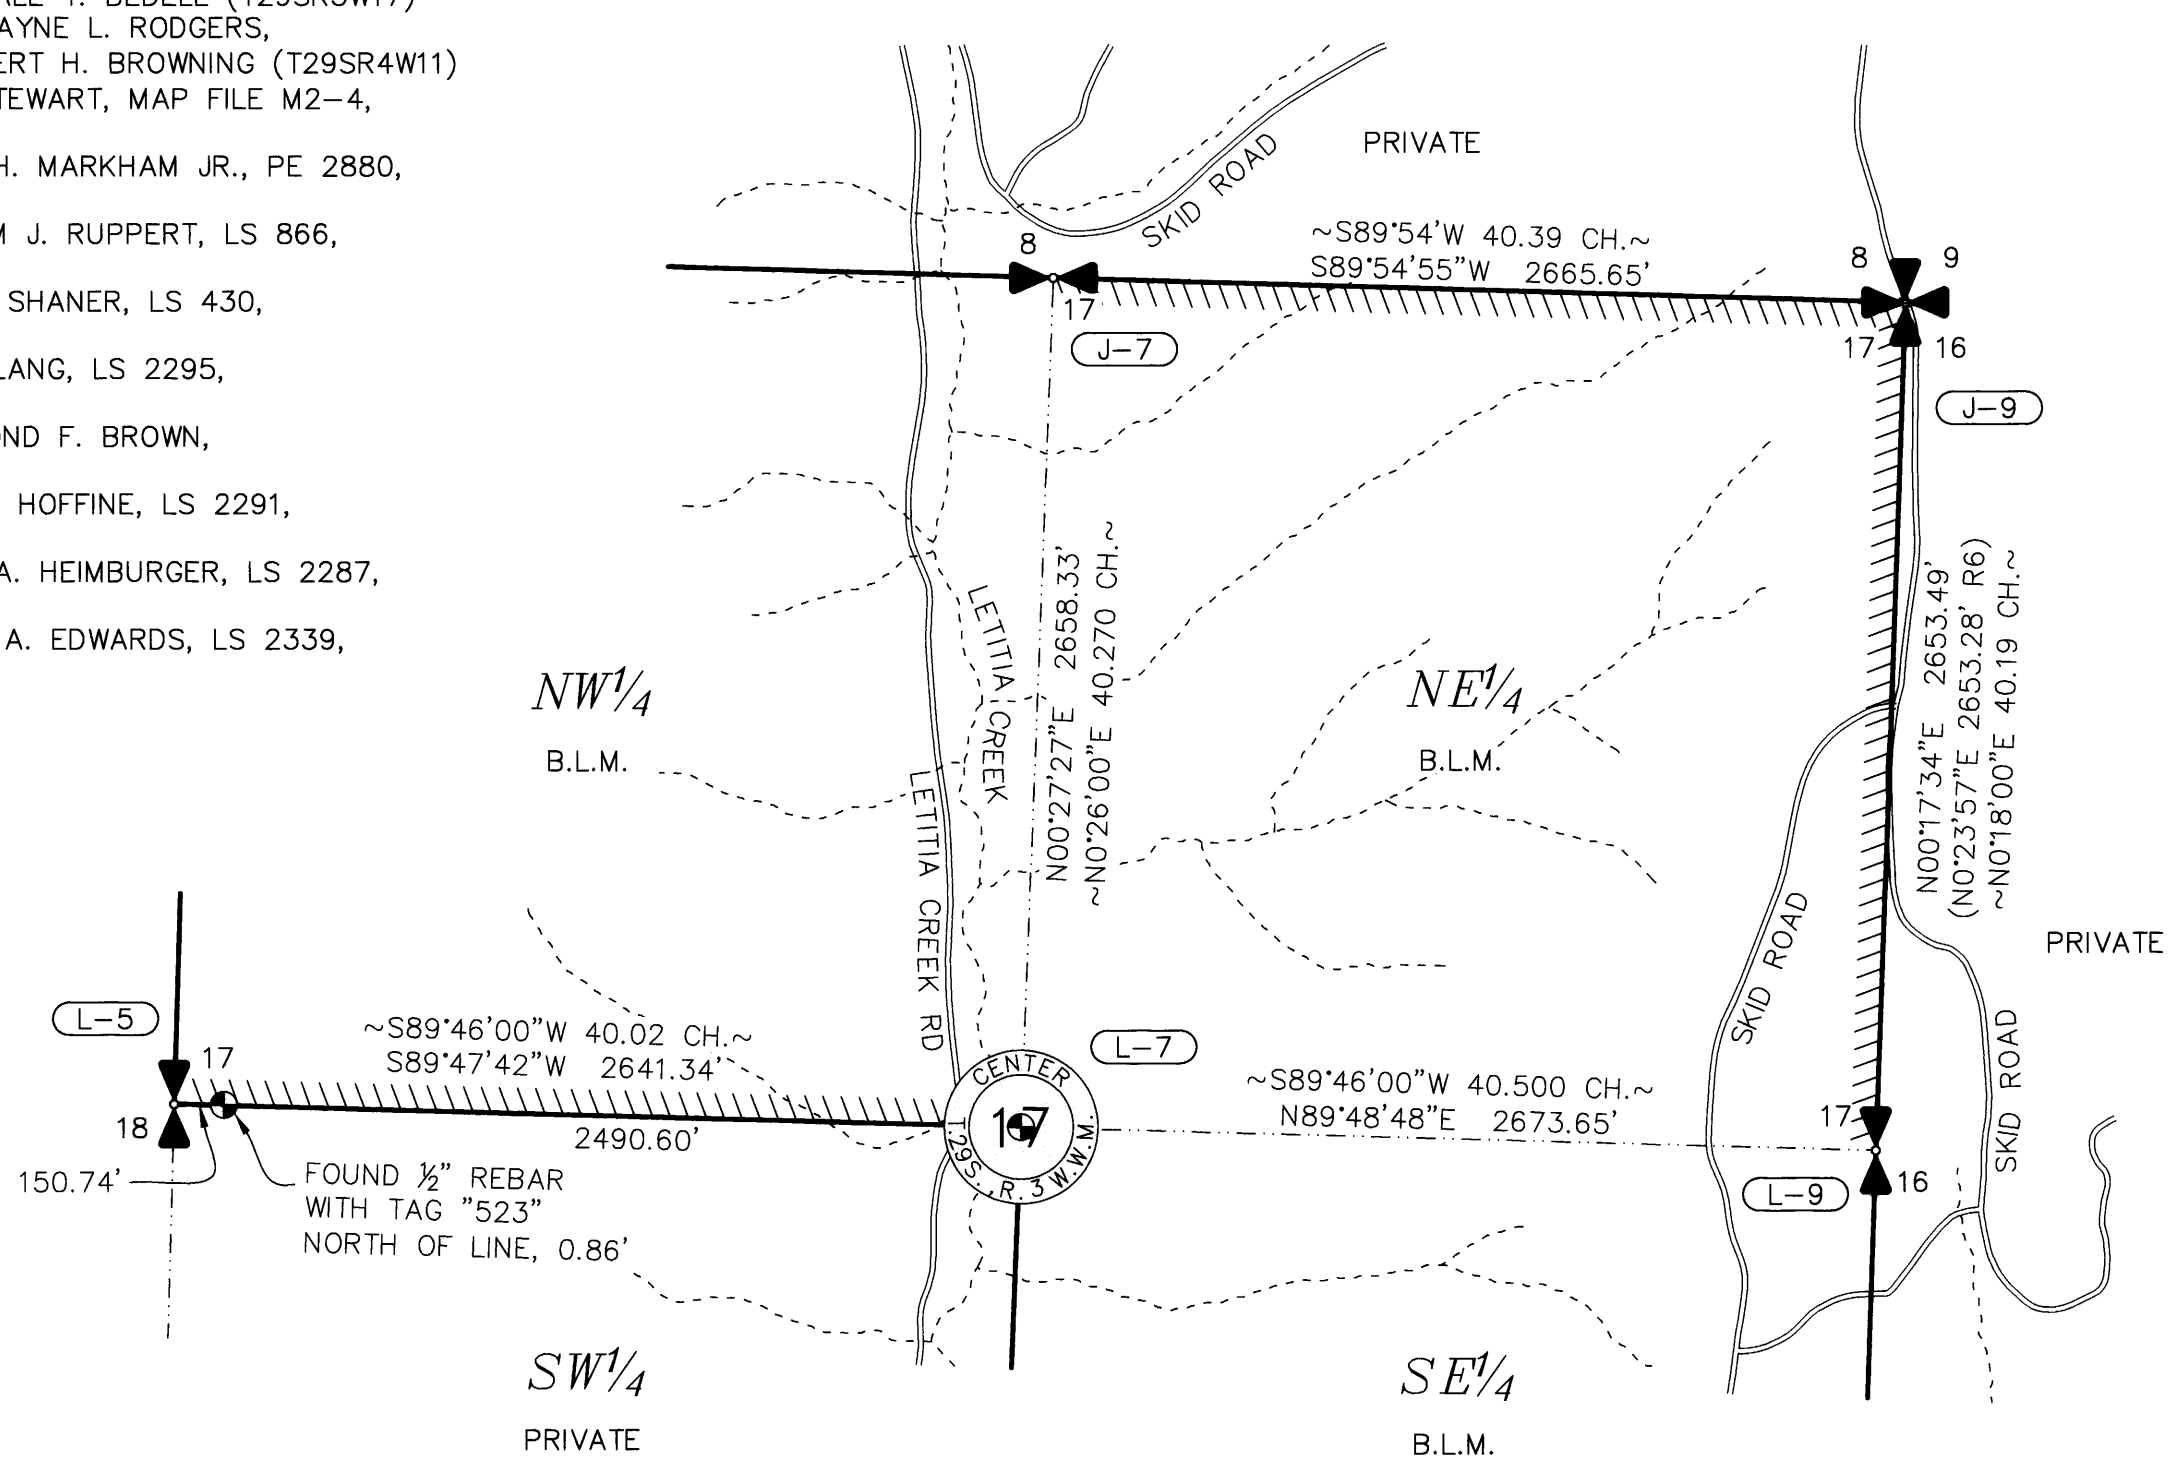 AYNE L. RODGERS,
ERT H. BROWNING (T29SR4W11)
TEWART, MAP FILE M2-4,
H. MARKHAM JR., PE 2880,
M J. RUPPERT, LS 866,
SHANER, LS 430,
LANG, LS 2295,
OND F. BROWN,
HOFFINE, LS 2291,
A. HEIMBURGER, LS 2287,
A. EDWARDS, LS 2339,
PRIVATE
SKID ROAD
~S89°54'W 40.39 CH.~
S89°54'55"W 2665.65'
8
17
J-7
8
9
17
16
J-9
N00°27'27"E 2658.33'
~N0°26'00"E 40.270 CH.~
N00°17'34"E 2653.49'
(N0°23'57"E 2653.28' R6)
~N0°18'00"E 40.19 CH.~
LETITIA CREEK
LETITIA CREEK RD
NW¼
B.L.M.
NE¼
B.L.M.
SKID ROAD
PRIVATE
SKID ROAD
L-5
17
18
~S89°46'00"W 40.02 CH.~
S89°47'42"W 2641.34'
2490.60'
150.74'
FOUND ½" REBAR
WITH TAG "523"
NORTH OF LINE, 0.86'
CENTER
17
T.29S., R.3 W.W.M.
L-7
~S89°46'00"W 40.500 CH.~
N89°48'48"E 2673.65'
17
16
L-9
SW¼
PRIVATE
SE¼
B.L.M.